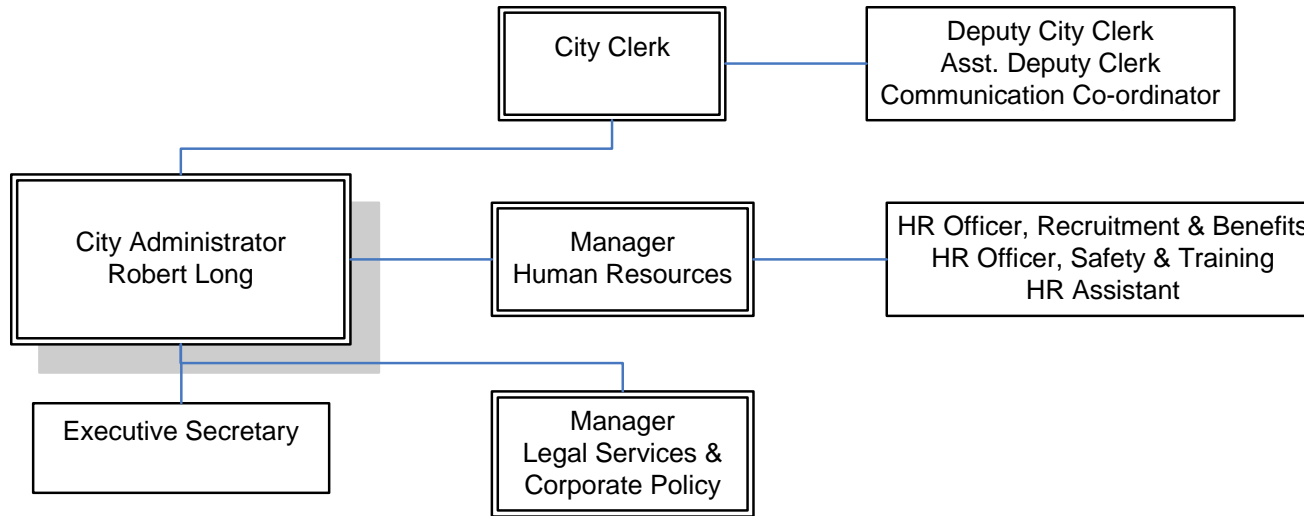 City Clerk
Deputy City Clerk
Asst. Deputy Clerk
Communication Co-ordinator
City Administrator
Robert Long
Manager
Human Resources
HR Officer, Recruitment & Benefits
HR Officer, Safety & Training
HR Assistant
Executive Secretary
Manager
Legal Services &
Corporate Policy